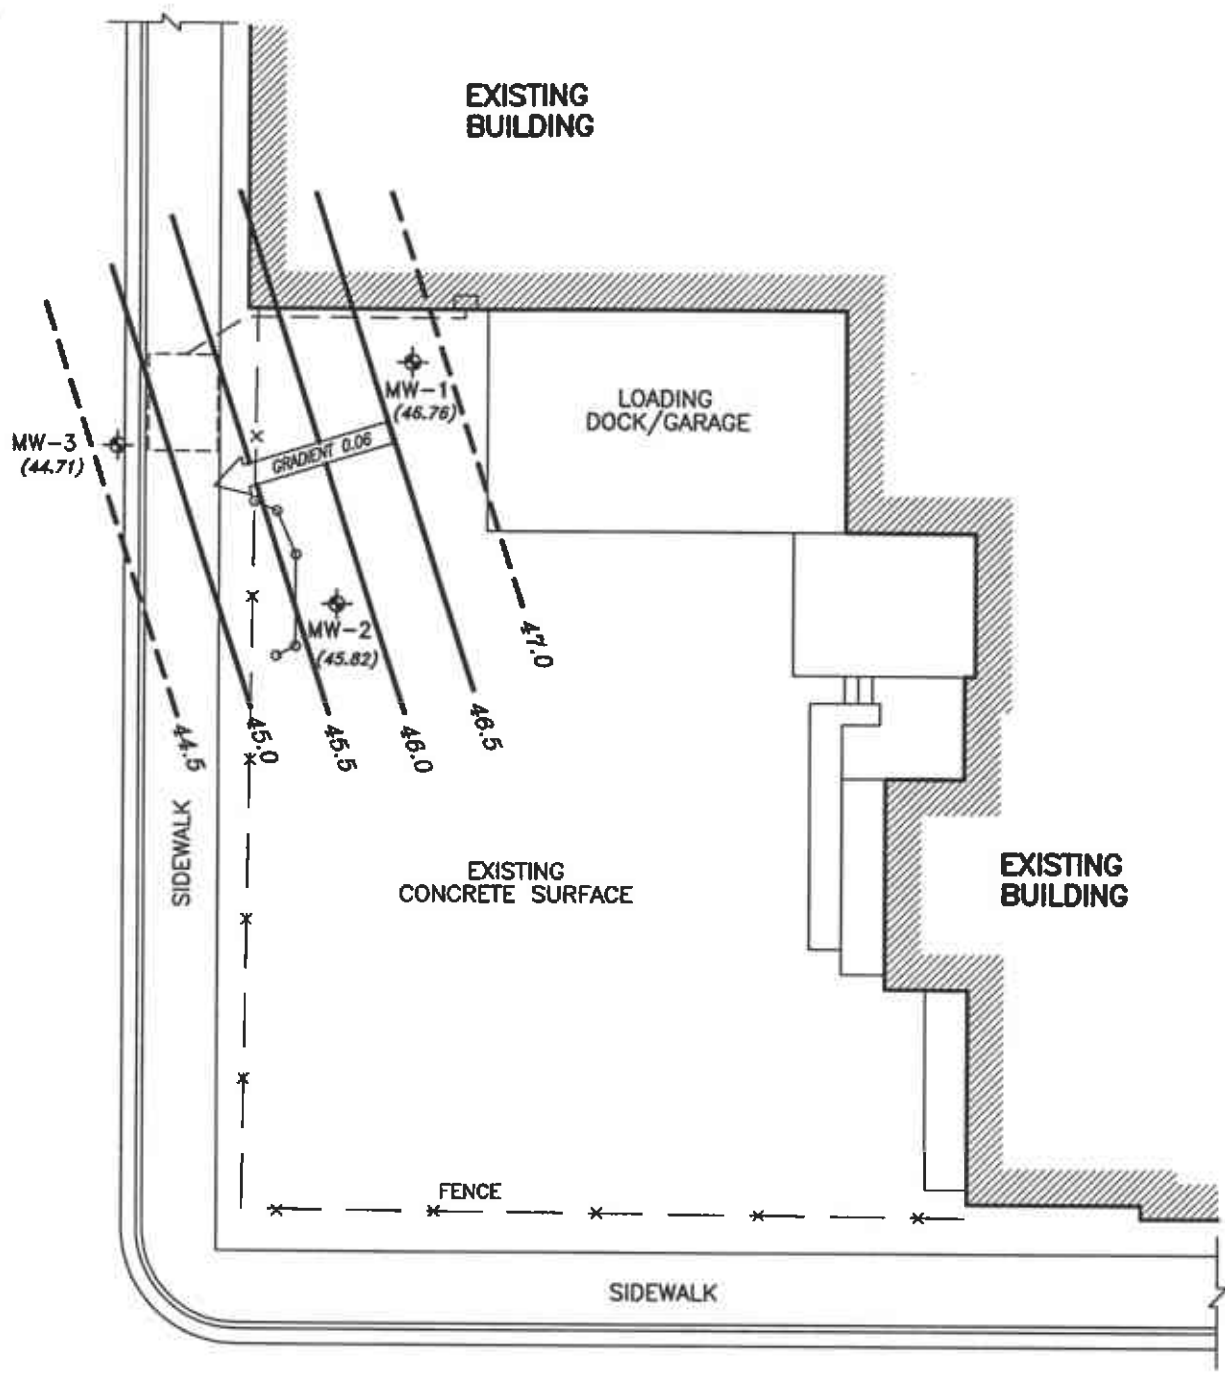 EXISTING
BUILDING
LOADING
DOCK/GARAGE
MW-1
(46.76)
MW-3
(44.71)
GRADIENT 0.06
MW-2
(45.82)
47.0
46.5
46.0
45.5
45.0
44.5
SIDEWALK
EXISTING
CONCRETE SURFACE
EXISTING
BUILDING
FENCE
SIDEWALK